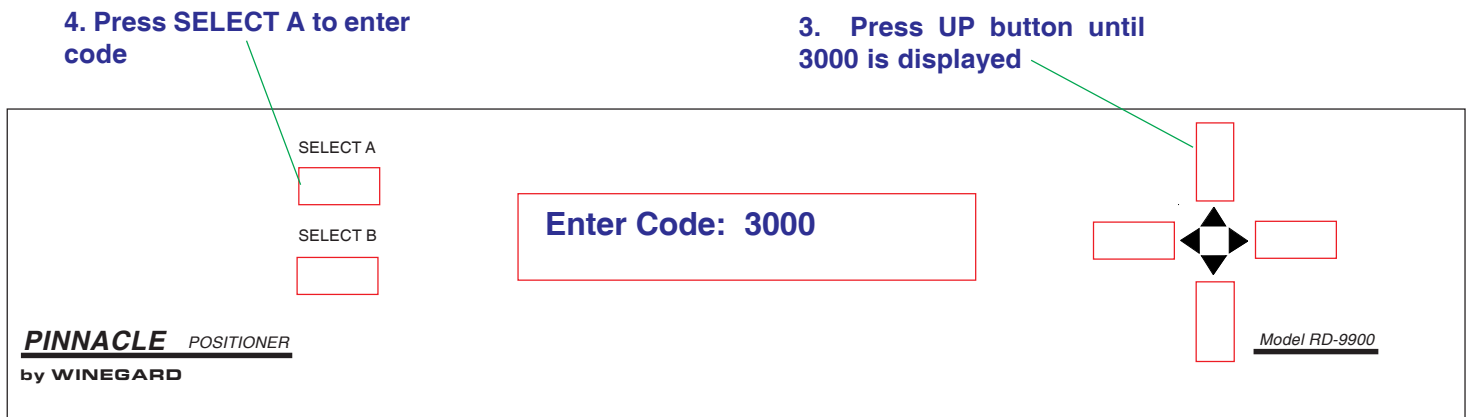 4. Press SELECT A to enter
code
3. Press UP button until
3000 is displayed
SELECT A
SELECT B
Enter Code: 3000
PINNACLE POSITIONER
by WINEGARD
Model RD-9900